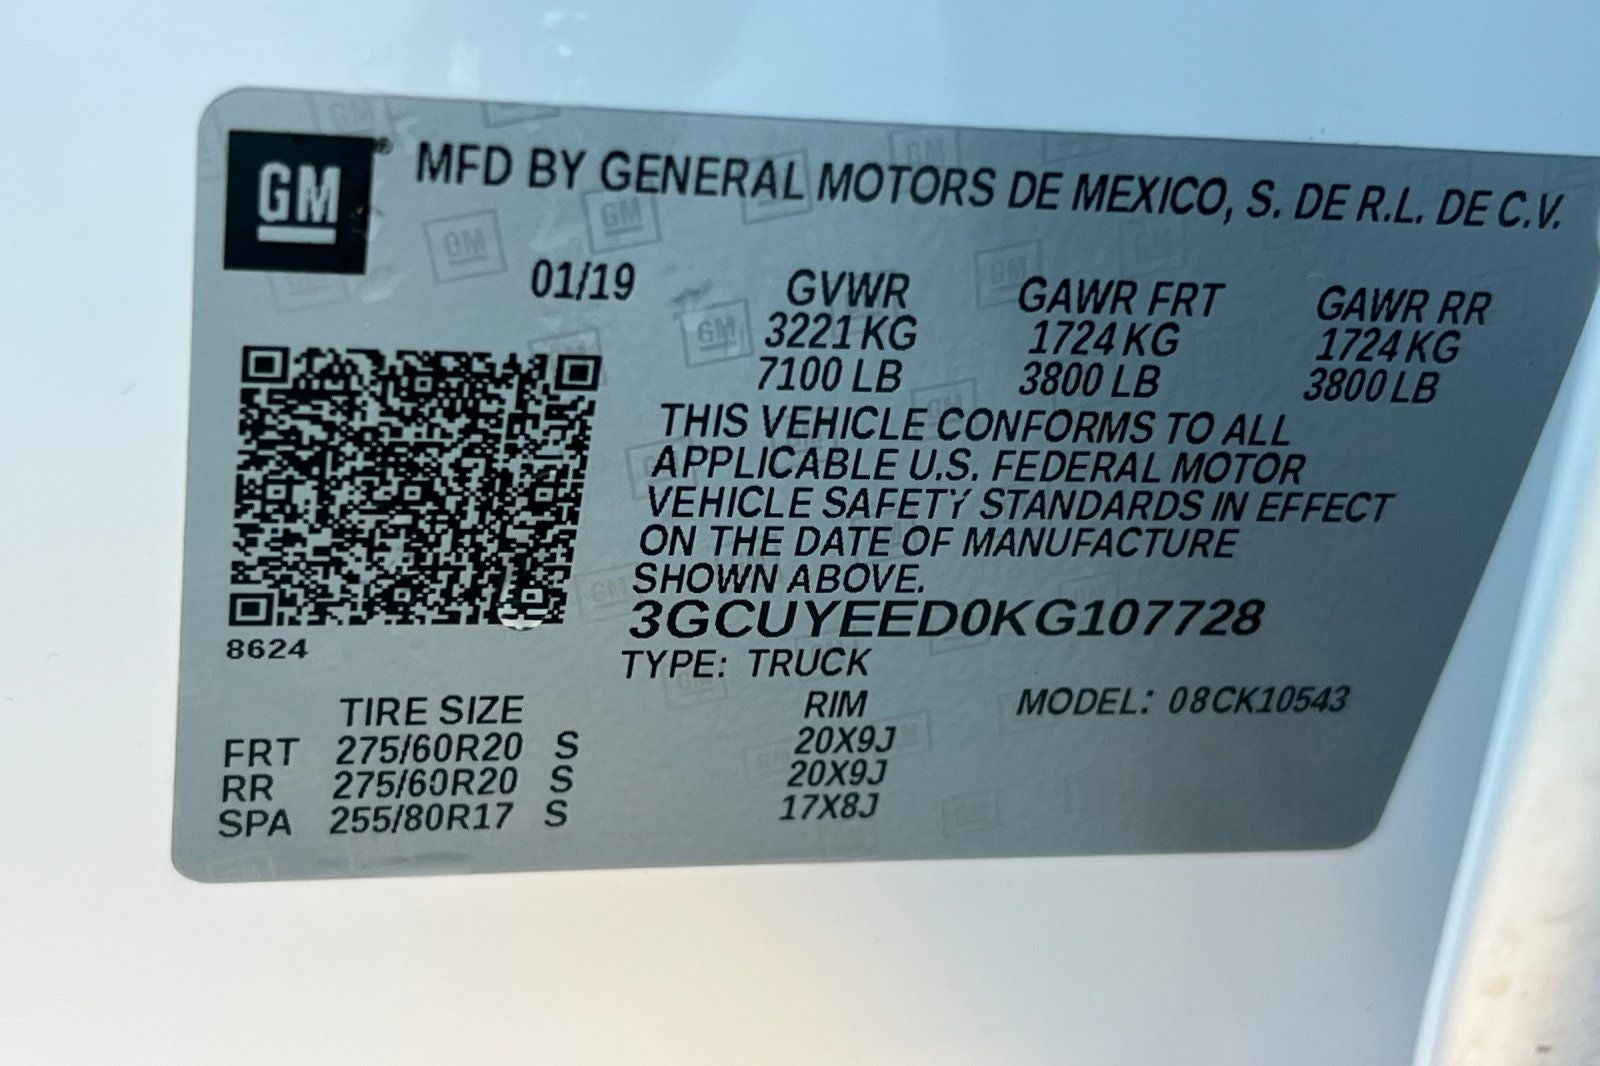 GM® MFD BY GENERAL MOTORS DE MEXICO, S. DE R.L. DE C.V.
01/19 GVWR GAWR FRT GAWR RR
3221 KG 1724 KG 1724 KG
7100 LB 3800 LB 3800 LB
THIS VEHICLE CONFORMS TO ALL
APPLICABLE U.S. FEDERAL MOTOR
VEHICLE SAFETY STANDARDS IN EFFECT
ON THE DATE OF MANUFACTURE
SHOWN ABOVE.
3GCUYEED0KG107728
8624
TYPE: TRUCK
TIRE SIZE RIM MODEL: 08CK10543
FRT 275/60R20 S 20X9J
RR 275/60R20 S 20X9J
SPA 255/80R17 S 17X8J